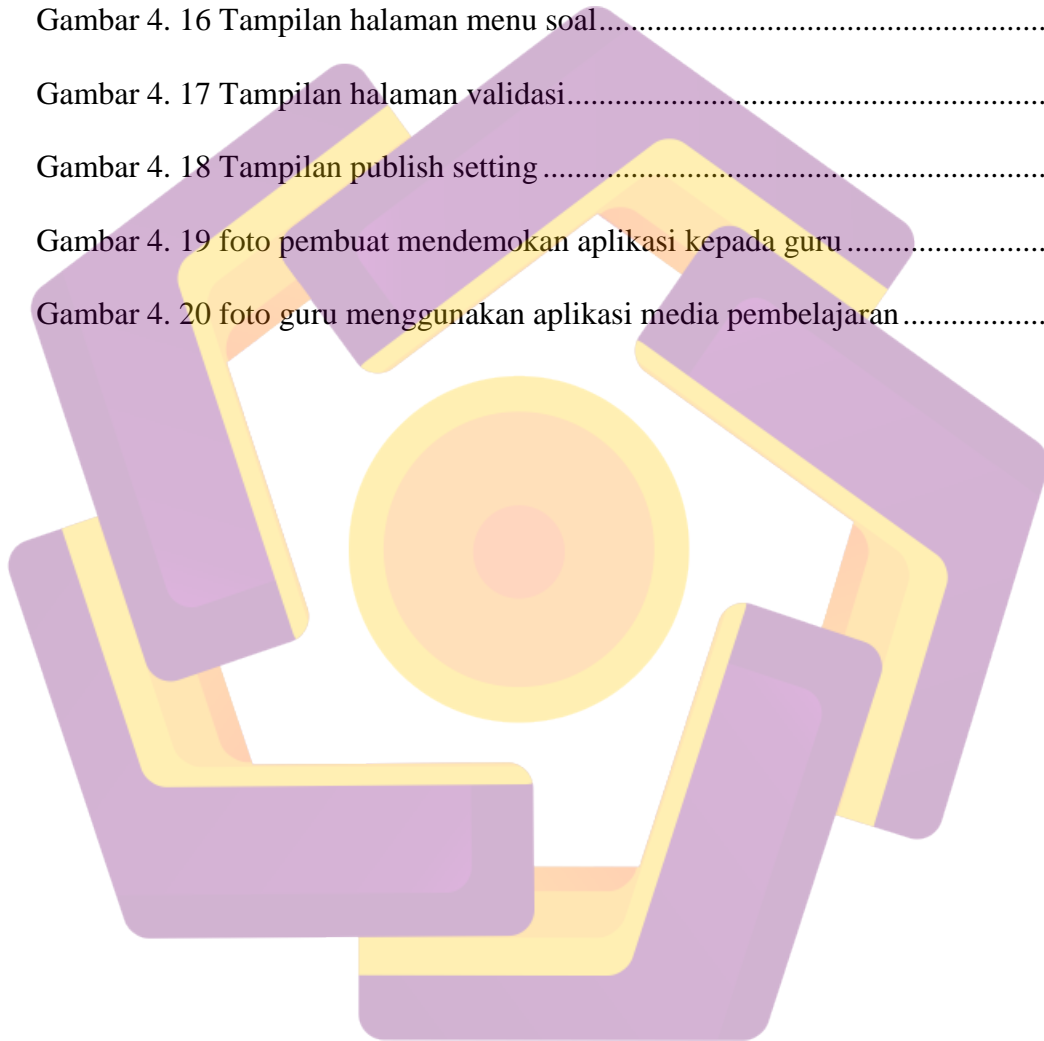 Gambar 4. 16 Tampilan halaman menu soal................................................................
Gambar 4. 17 Tampilan halaman validasi....................................................................
Gambar 4. 18 Tampilan publish setting.......................................................................
Gambar 4. 19 foto pembuat mendemokan aplikasi kepada guru................................
Gambar 4. 20 foto guru menggunakan aplikasi media pembelajaran........................